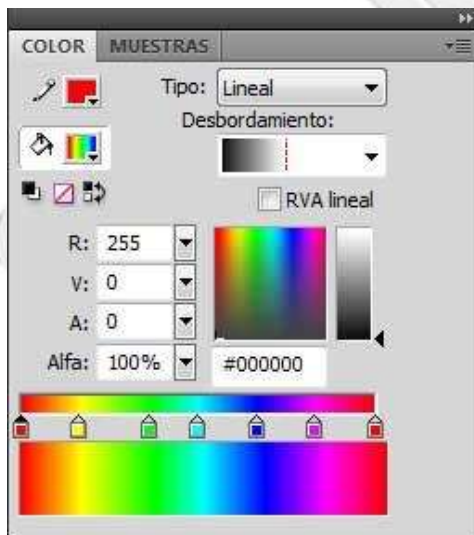 COLOR MUESTRAS
Tipo: Lineal
Desbordamiento:
RVA lineal
R: 255
V: 0
A: 0
Alfa: 100% #000000